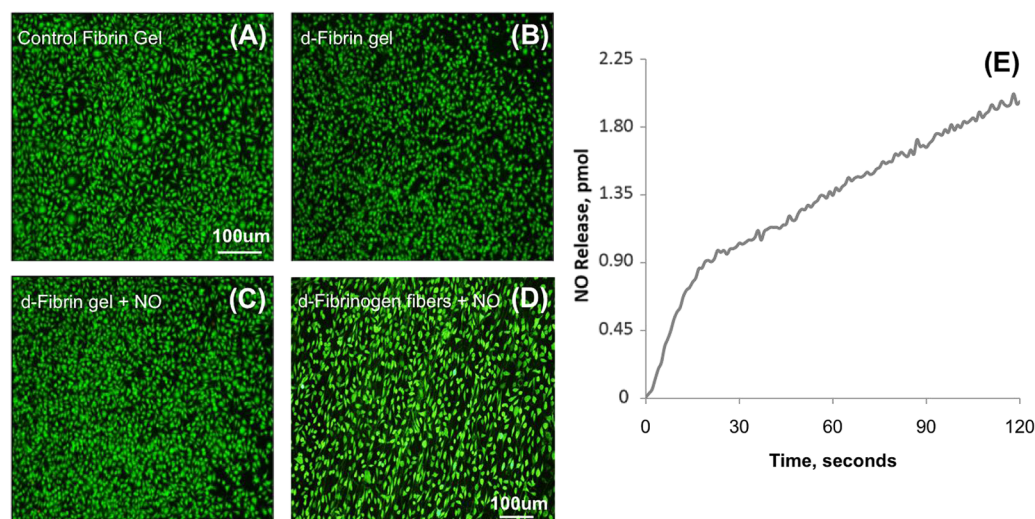 Control Fibrin Gel
(A)
100um
d-Fibrin gel
(B)
d-Fibrin gel + NO
(C)
d-Fibrinogen fibers + NO
(D)
100um
(E)
NO Release, pmol
2.25
1.80
1.35
0.90
0.45
0
0 30 60 90 120
Time, seconds